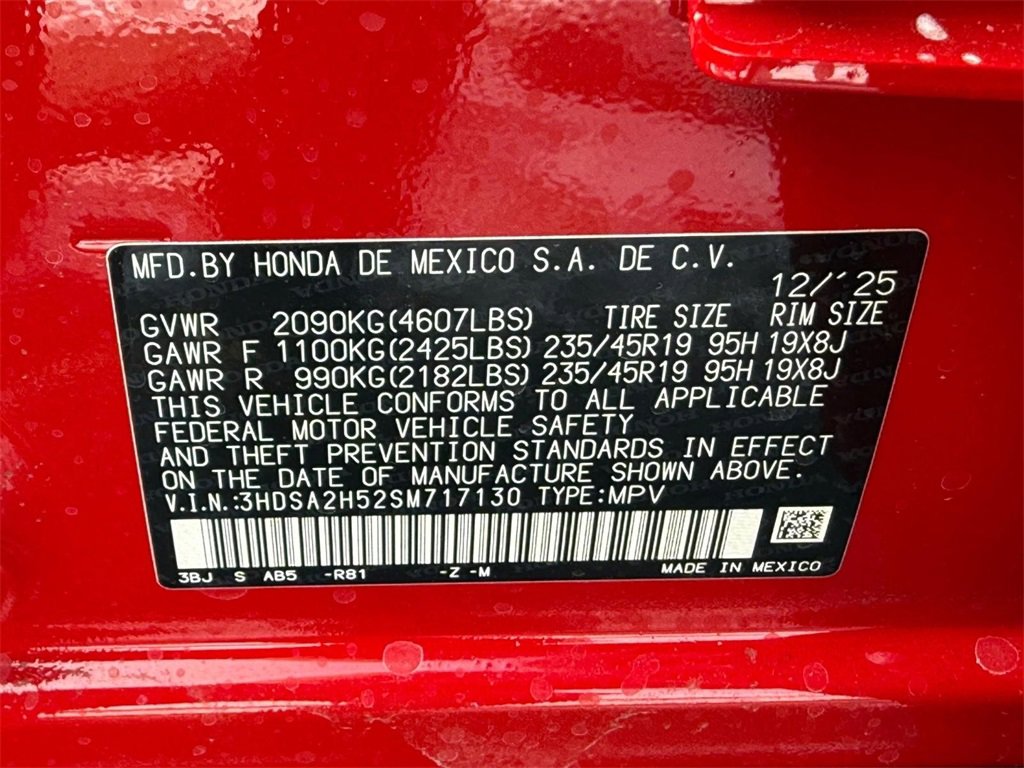 MFD.BY HONDA DE MEXICO S.A. DE C.V.
12/'25
GVWR 2090KG(4607LBS) TIRE SIZE RIM SIZE
GAWR F 1100KG(2425LBS) 235/45R19 95H 19X8J
GAWR R 990KG(2182LBS) 235/45R19 95H 19X8J
THIS VEHICLE CONFORMS TO ALL APPLICABLE
FEDERAL MOTOR VEHICLE SAFETY
AND THEFT PREVENTION STANDARDS IN EFFECT
ON THE DATE OF MANUFACTURE SHOWN ABOVE.
V.I.N.:3HDSA2H52SM717130 TYPE:MPV
3BJ S AB5 -R81 -Z -M MADE IN MEXICO